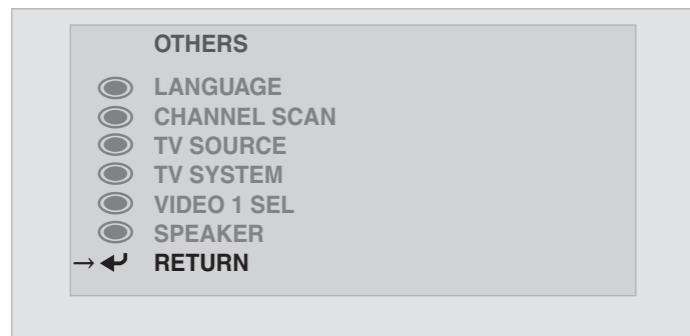 OTHERS
LANGUAGE
CHANNEL SCAN
TV SOURCE
TV SYSTEM
VIDEO 1 SEL
SPEAKER
RETURN